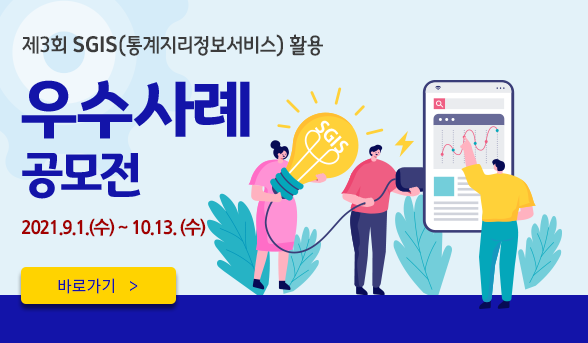 제3회 SGIS(통계지리정보서비스) 활용
우수사례
공모전
2021.9.1.(수) ~ 10.13. (수)
바로가기 >
SGIS